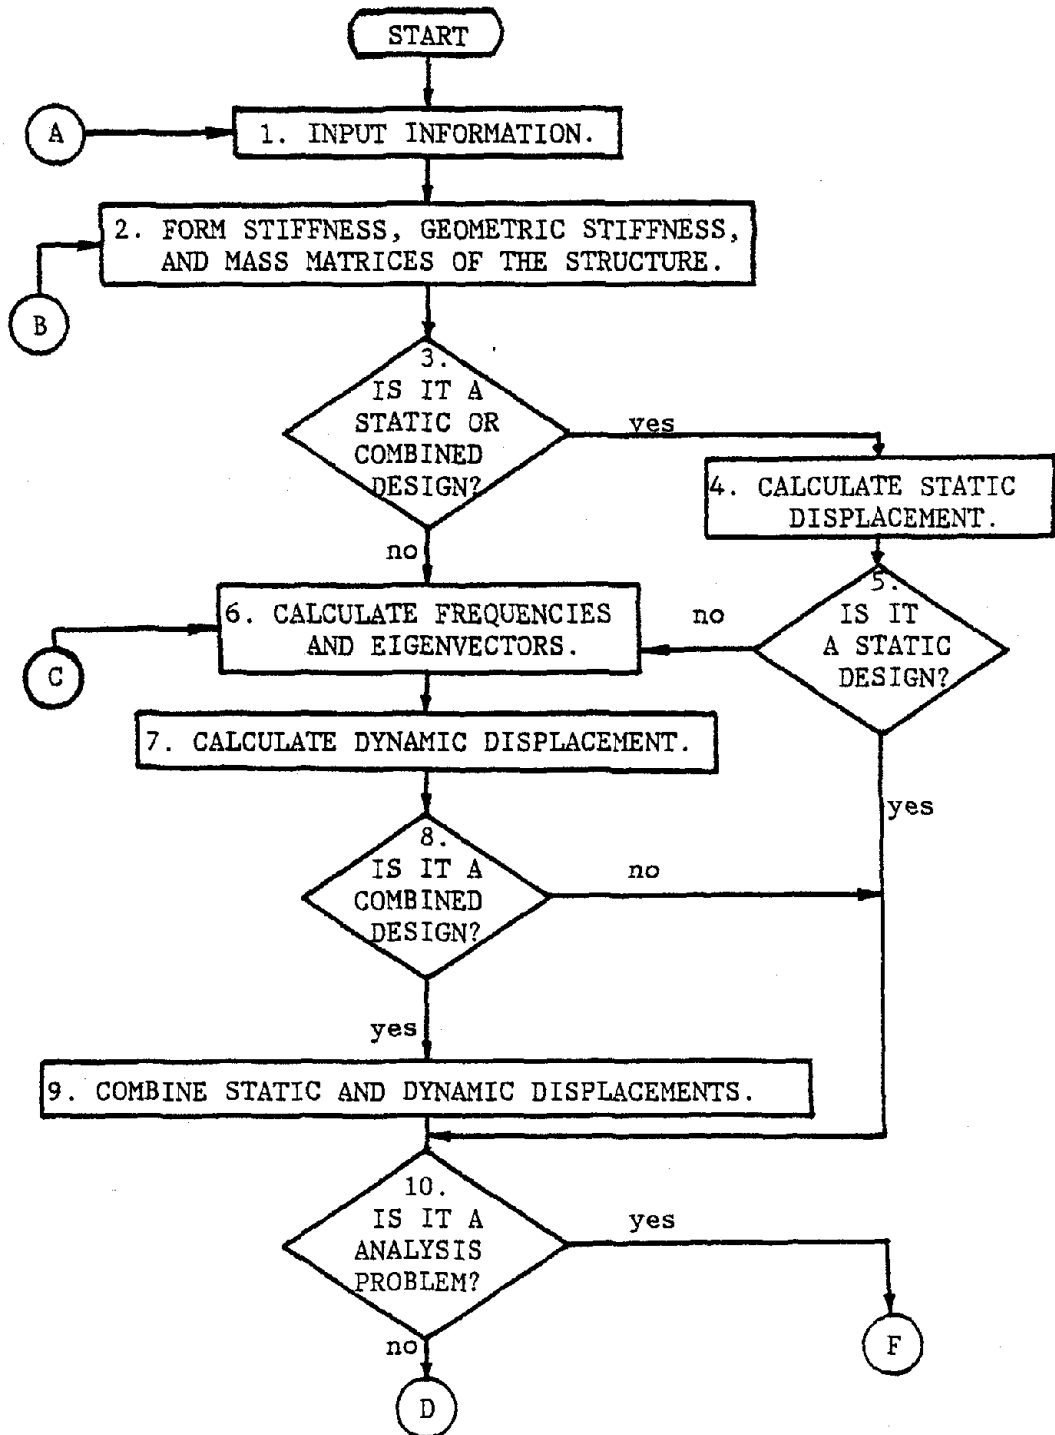 START
A
1. INPUT INFORMATION.
2. FORM STIFFNESS, GEOMETRIC STIFFNESS,
AND MASS MATRICES OF THE STRUCTURE.
B
3.
IS IT A
STATIC OR
COMBINED
DESIGN?
yes
no
4. CALCULATE STATIC
DISPLACEMENT.
5.
IS IT
A STATIC
DESIGN?
no
yes
6. CALCULATE FREQUENCIES
AND EIGENVECTORS.
C
7. CALCULATE DYNAMIC DISPLACEMENT.
8.
IS IT A
COMBINED
DESIGN?
no
yes
9. COMBINE STATIC AND DYNAMIC DISPLACEMENTS.
10.
IS IT A
ANALYSIS
PROBLEM?
yes
no
F
D